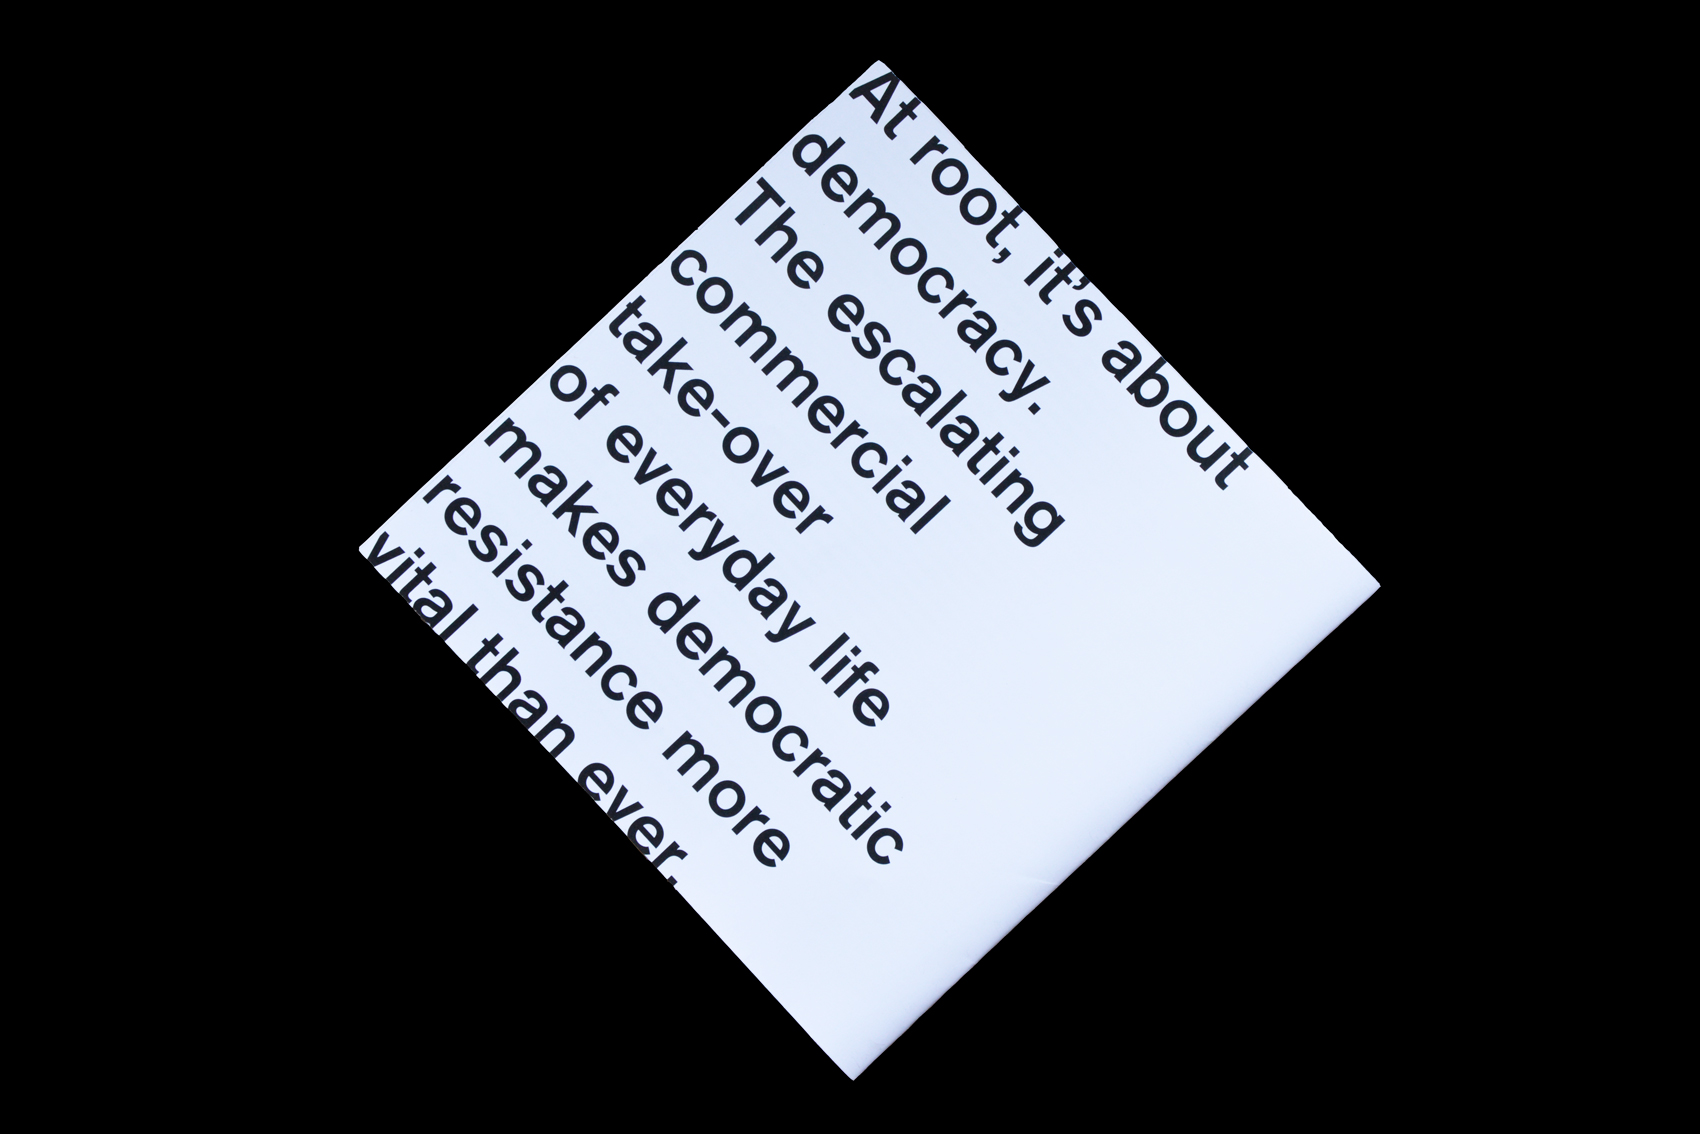 At root, it’s about
democracy.
The escalating
commercial
take-over
of everyday life
makes democratic
resistance more
vital than ever.